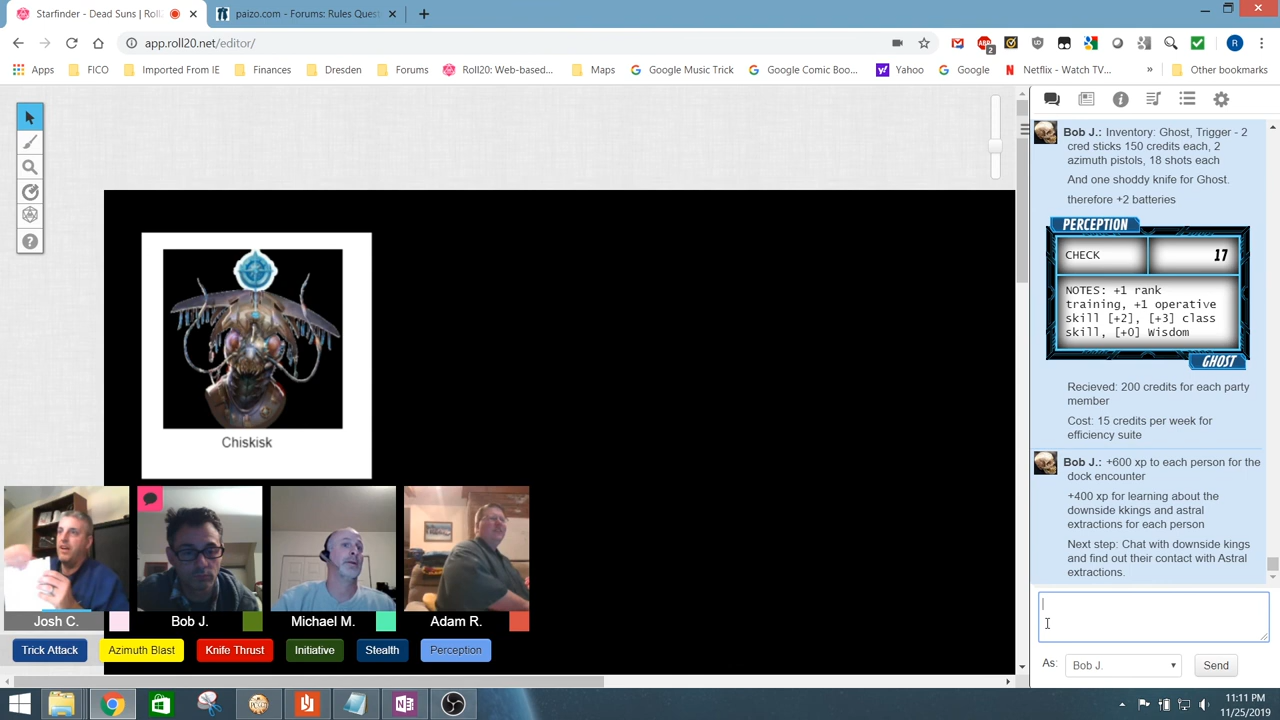 Starfinder - Dead Suns | Roll2
paizo.com - Forums: Rules Quest
app.roll20.net/editor/
2
R
Apps
FICO
Imported From IE
Finances
Dresden
Forums
Roll20: Web-based...
Maps
Google Music Trick
Google Comic Boo...
Yahoo
Google
Netflix - Watch TV...
»
Other bookmarks
Bob J.: Inventory: Ghost, Trigger - 2
cred sticks 150 credits each, 2
azimuth pistols, 18 shots each
And one shoddy knife for Ghost.
therefore +2 batteries
PERCEPTION
CHECK 17
NOTES: +1 rank
training, +1 operative
skill [+2], [+3] class
skill, [+0] Wisdom
GHOST
Recieved: 200 credits for each party
member
Cost: 15 credits per week for
efficiency suite
Bob J.: +600 xp to each person for the
dock encounter
+400 xp for learning about the
downside kkings and astral
extractions for each person
Next step: Chat with downside kings
and find out their contact with Astral
extractions.
As: Bob J. Send
Chiskisk
Josh C.
Bob J.
Michael M.
Adam R.
Trick Attack
Azimuth Blast
Knife Thrust
Initiative
Stealth
Perception
11:11 PM
11/25/2019